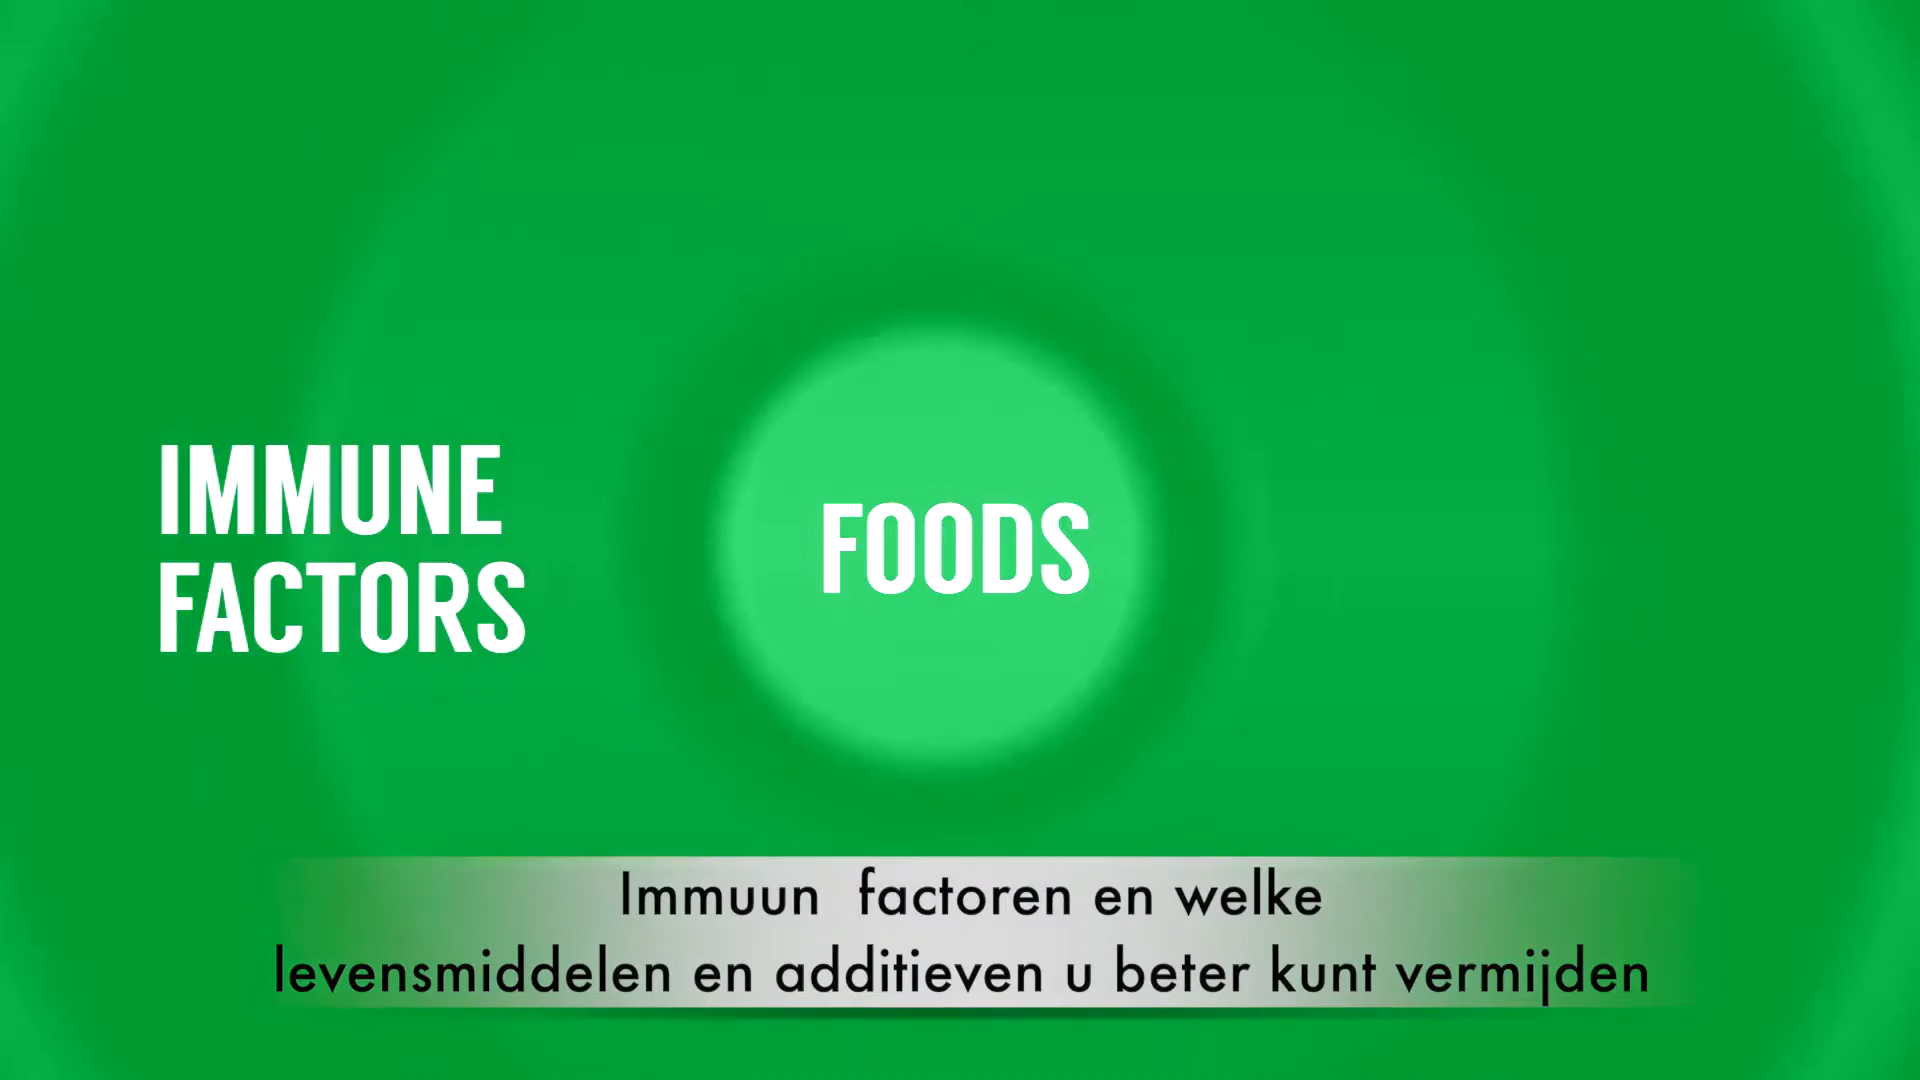 IMMUNE
FACTORS
FOODS
Immuun factoren en welke
levensmiddelen en additieven u beter kunt vermijden